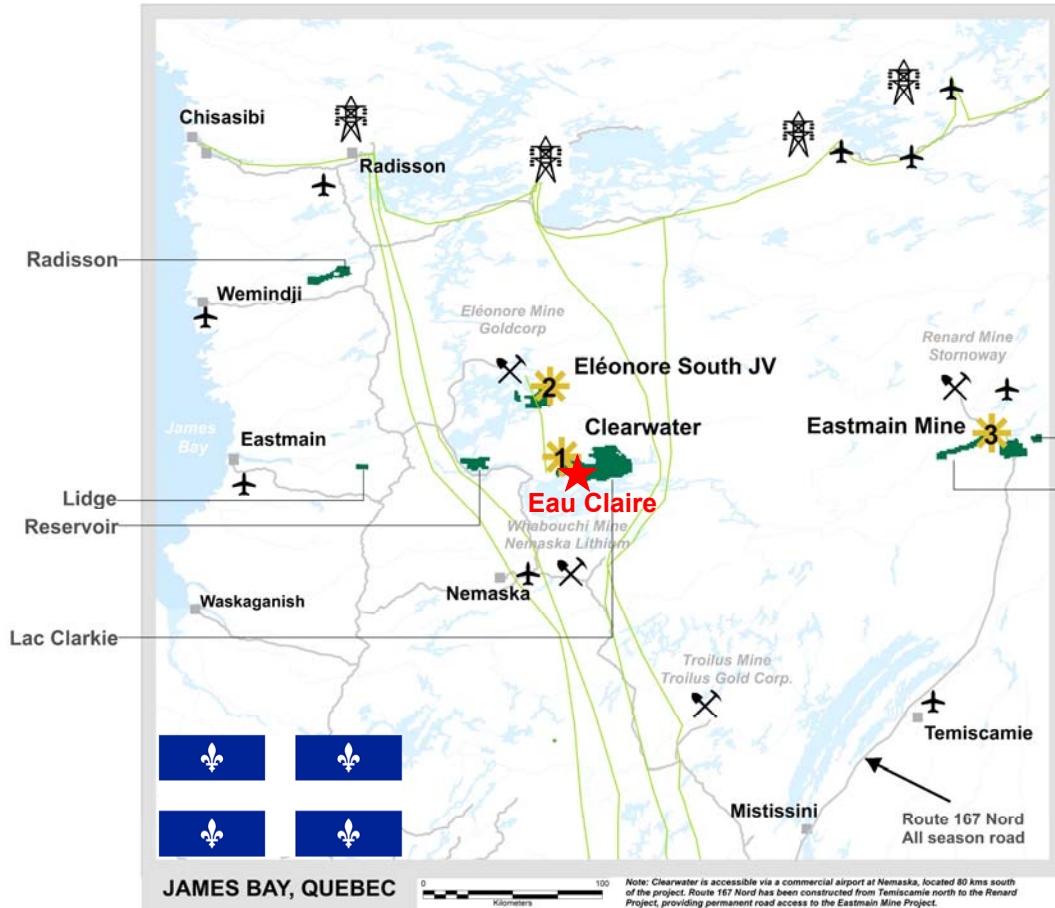 Chisasibi
Radisson
Radisson
Wemindji
Eléonore Mine
Goldcorp
Renard Mine
Stornoway
2
Eléonore South JV
Clearwater
Eastmain Mine
3
James
Bay
Eastmain
1
Lidge
Eau Claire
Reservoir
Whabouchi Mine
Nemaska Lithium
Nemaska
Waskaganish
Lac Clarkie
Troilus Mine
Troilus Gold Corp.
Temiscamie
Mistissini
Route 167 Nord
All season road
JAMES BAY, QUEBEC
0 100
Kilometers
Note: Clearwater is accessible via a commercial airport at Nemaska, located 80 kms south
of the project. Route 167 Nord has been constructed from Temiscamie north to the Renard
Project, providing permanent road access to the Eastmain Mine Project.